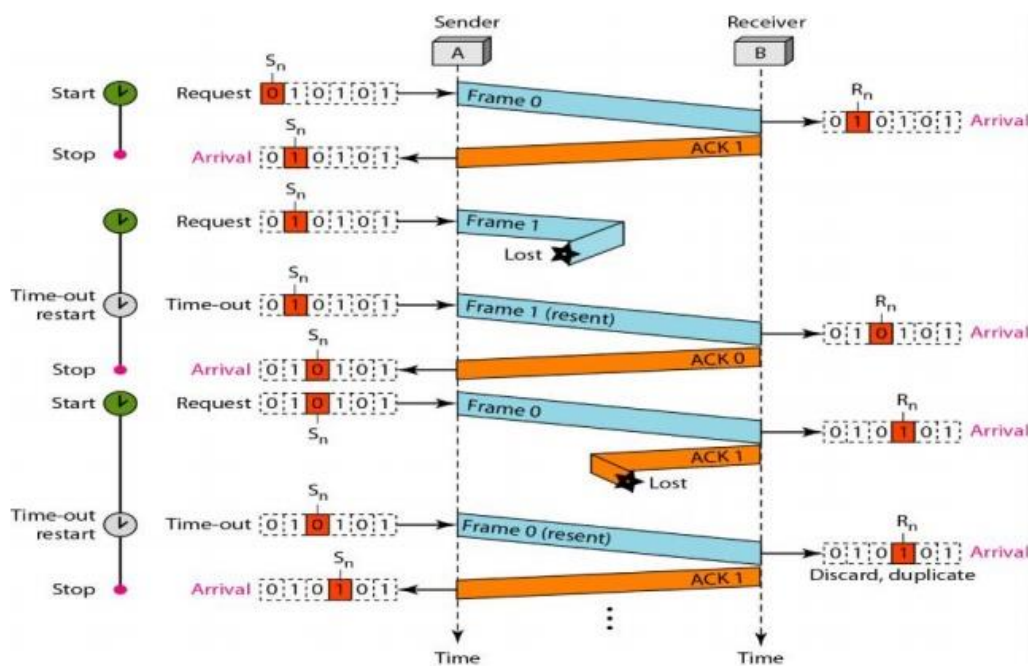 Sender
Receiver
A
B
Sn
Start
Request
0 1 0 1 0 1
Frame 0
Rn
0 1 0 1 0 1
Arrival
Sn
Stop
Arrival
0 1 0 1 0 1
ACK 1
Sn
Request
0 1 0 1 0 1
Frame 1
Lost
Sn
Time-out
restart
Time-out
0 1 0 1 0 1
Frame 1 (resent)
Rn
0 1 0 1 0 1
Arrival
Sn
Stop
Arrival
0 1 0 1 0 1
ACK 0
Start
Request
0 1 0 1 0 1
Sn
Frame 0
Rn
0 1 0 1 0 1
Arrival
ACK 1
Lost
Sn
Time-out
restart
Time-out
0 1 0 1 0 1
Frame 0 (resent)
Rn
0 1 0 1 0 1
Arrival
Discard, duplicate
Sn
Stop
Arrival
0 1 0 1 0 1
ACK 1
Time
Time